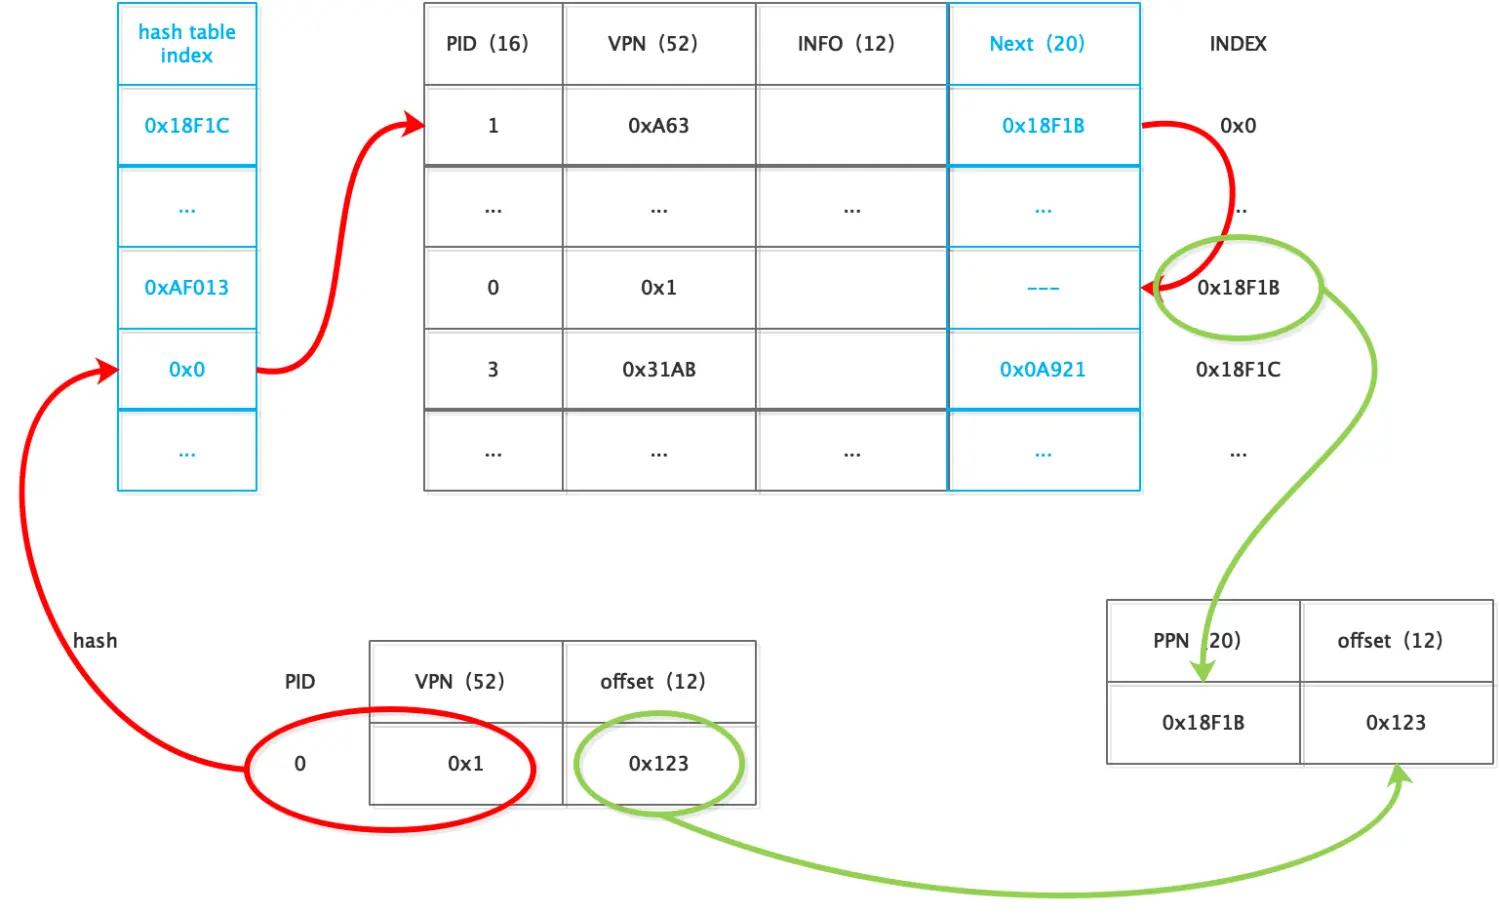 hash table
index
PID (16)
VPN (52)
INFO (12)
Next (20)
INDEX
0x18F1C
1
0xA63
0x18F1B
0x0
...
...
...
...
...
..
0xAF013
0
0x1
---
0x18F1B
0x0
3
0x31AB
0x0A921
0x18F1C
...
...
...
...
...
...
hash
PID
VPN (52)
offset (12)
0
0x1
0x123
PPN (20)
offset (12)
0x18F1B
0x123